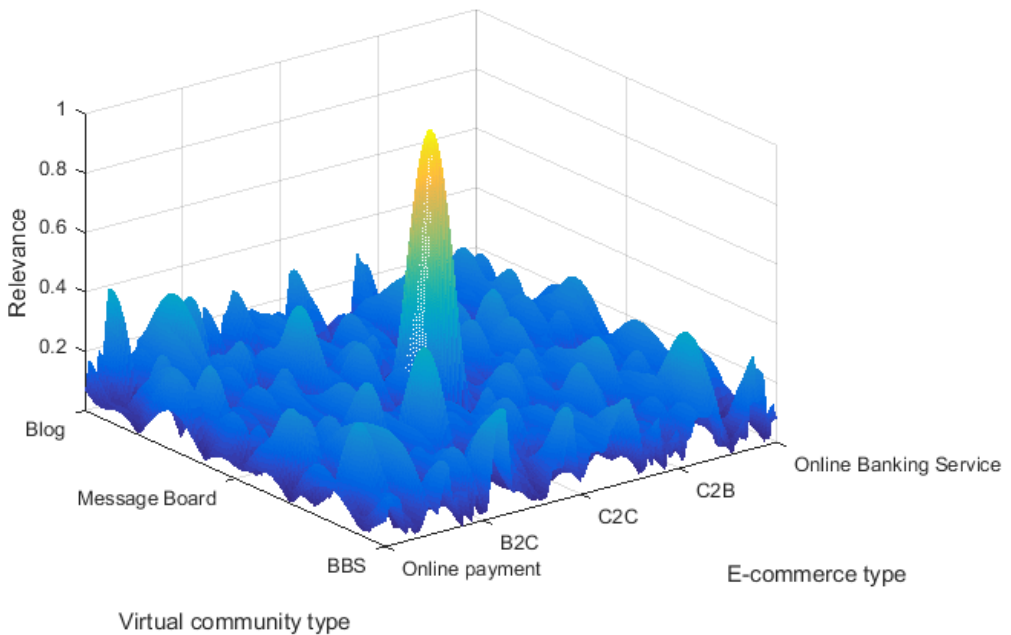 1
0.8
0.6
0.4
0.2
Relevance
Blog
Message Board
BBS
Virtual community type
Online payment
B2C
C2C
C2B
Online Banking Service
E-commerce type